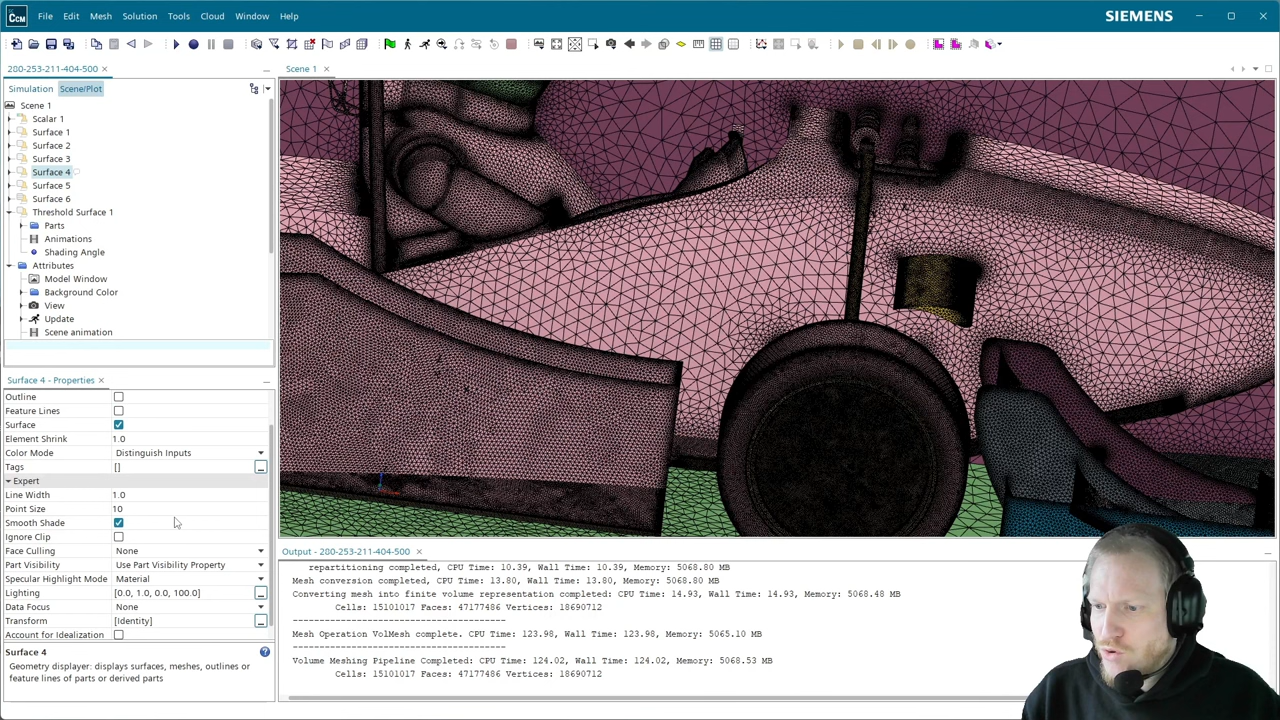 CCM
File Edit Mesh Solution Tools Cloud Window Help
SIEMENS
280-253-211-404-500
Scene 1
Simulation Scene/Plot
Scene 1
Scalar 1
Surface 1
Surface 2
Surface 3
Surface 4
Surface 5
Surface 6
Threshold Surface 1
Parts
Animations
Shading Angle
Attributes
Model Window
Background Color
View
Update
Scene animation
Surface 4 - Properties
Outline
Feature Lines
Surface
Element Shrink 1.0
Color Mode Distinguish Inputs
Tags []
Expert
Line Width 1.0
Point Size 10
Smooth Shade
Ignore Clip
Face Culling None
Part Visibility Use Part Visibility Property
Specular Highlight Mode Material
Lighting [0.0, 1.0, 0.0, 100.0]
Data Focus None
Transform [Identity]
Account for Idealization
Surface 4
Geometry displayer: displays surfaces, meshes, outlines or
feature lines of parts or derived parts
Output - 280-253-211-404-500
repartitioning completed, CPU Time: 10.39, Wall Time: 10.39, Memory: 5068.80 MB
Mesh conversion completed, CPU Time: 13.80, Wall Time: 13.80, Memory: 5068.80 MB
Converting mesh into finite volume representation completed: CPU Time: 14.93, Wall Time: 14.93, Memory: 5068.48 MB
Cells: 15101017 Faces: 47177486 Vertices: 18690712
--------------------------------------
Mesh Operation VolMesh complete. CPU Time: 123.98, Wall Time: 123.98, Memory: 5065.10 MB
--------------------------------------
Volume Meshing Pipeline Completed: CPU Time: 124.02, Wall Time: 124.02, Memory: 5068.53 MB
Cells: 15101017 Faces: 47177486 Vertices: 18690712